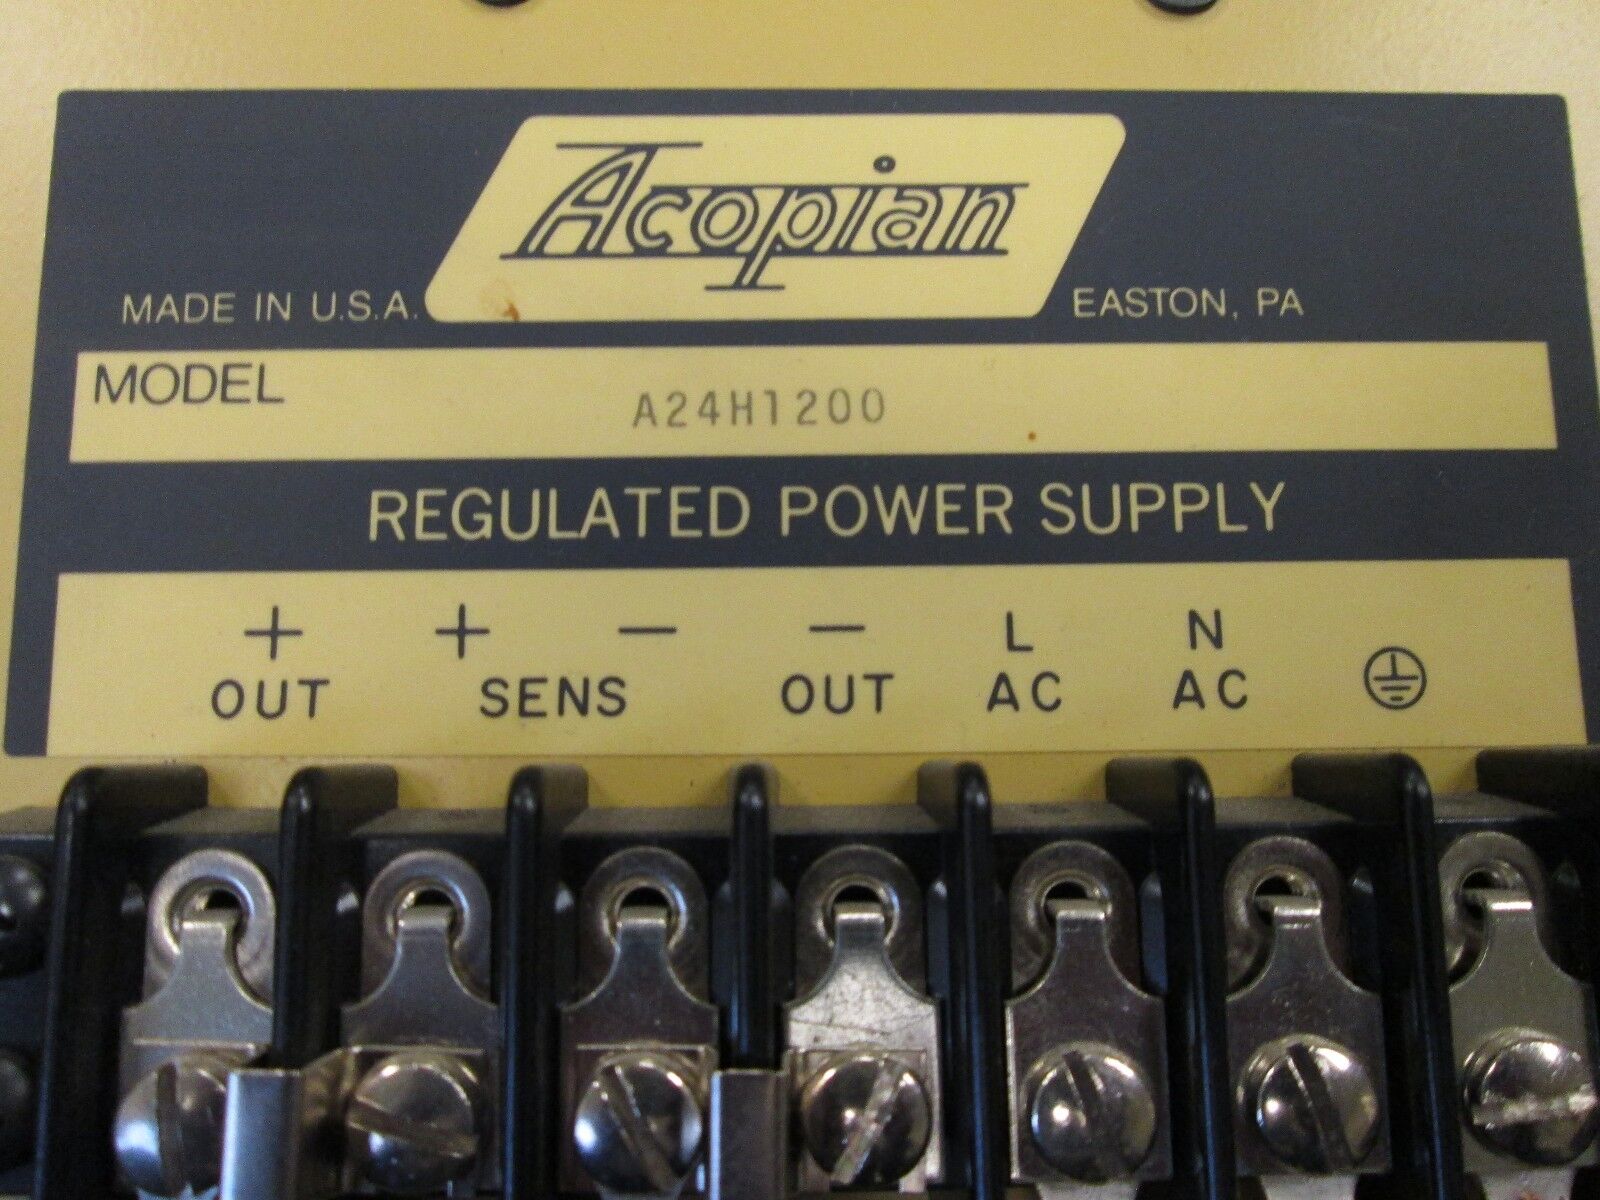 Acopian
MADE IN U.S.A.
EASTON, PA
MODEL A24H1200
REGULATED POWER SUPPLY
+ + − − L N
OUT SENS OUT AC AC